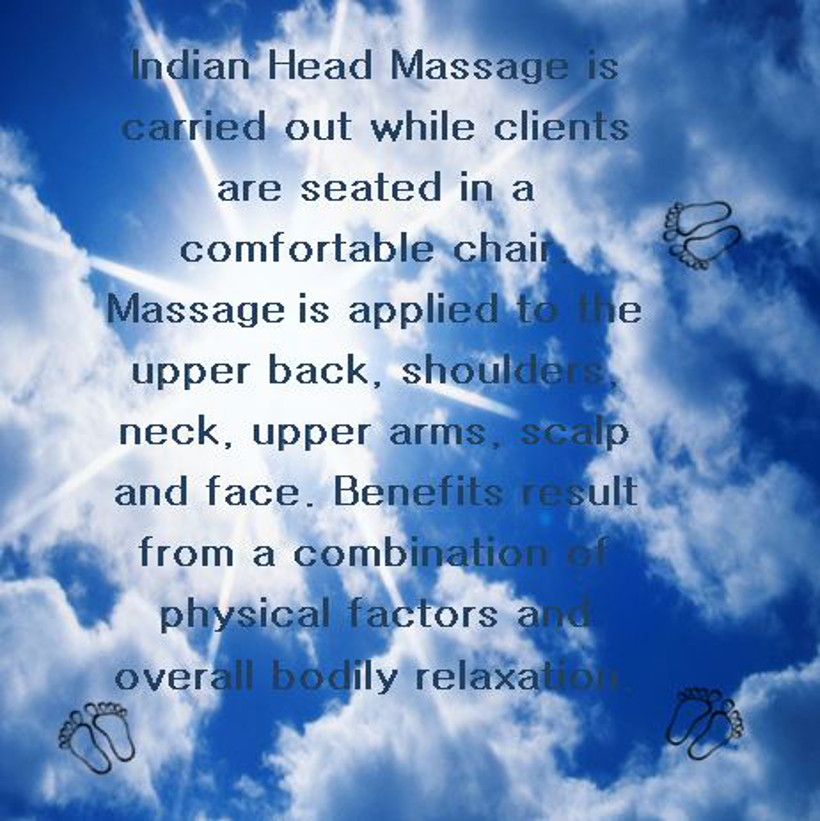 Indian Head Massage is
carried out while clients
are seated in a
comfortable chair.
Massage is applied to the
upper back, shoulders,
neck, upper arms, scalp
and face. Benefits result
from a combination of
physical factors and
overall bodily relaxation.